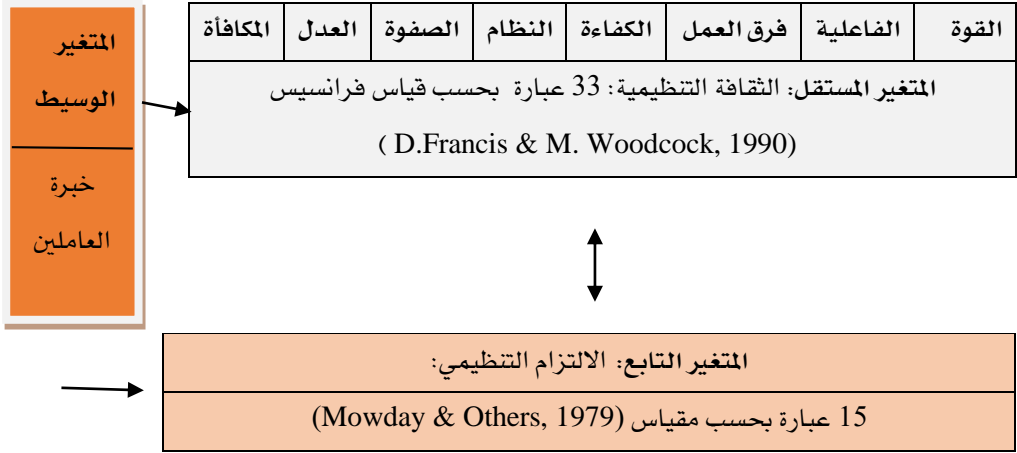 القوة الفاعلية فرق العمل الكفاءة النظام الصفوة العدل المكافأة
المتغير المستقل: الثقافة التنظيمية: 33 عبارة بحسب قياس فرانسيس
( D.Francis & M. Woodcock, 1990)
المتغير
الوسيط
خبرة
العاملين
المتغير التابع: الالتزام التنظيمي:
15 عبارة بحسب مقياس (Mowday & Others, 1979)